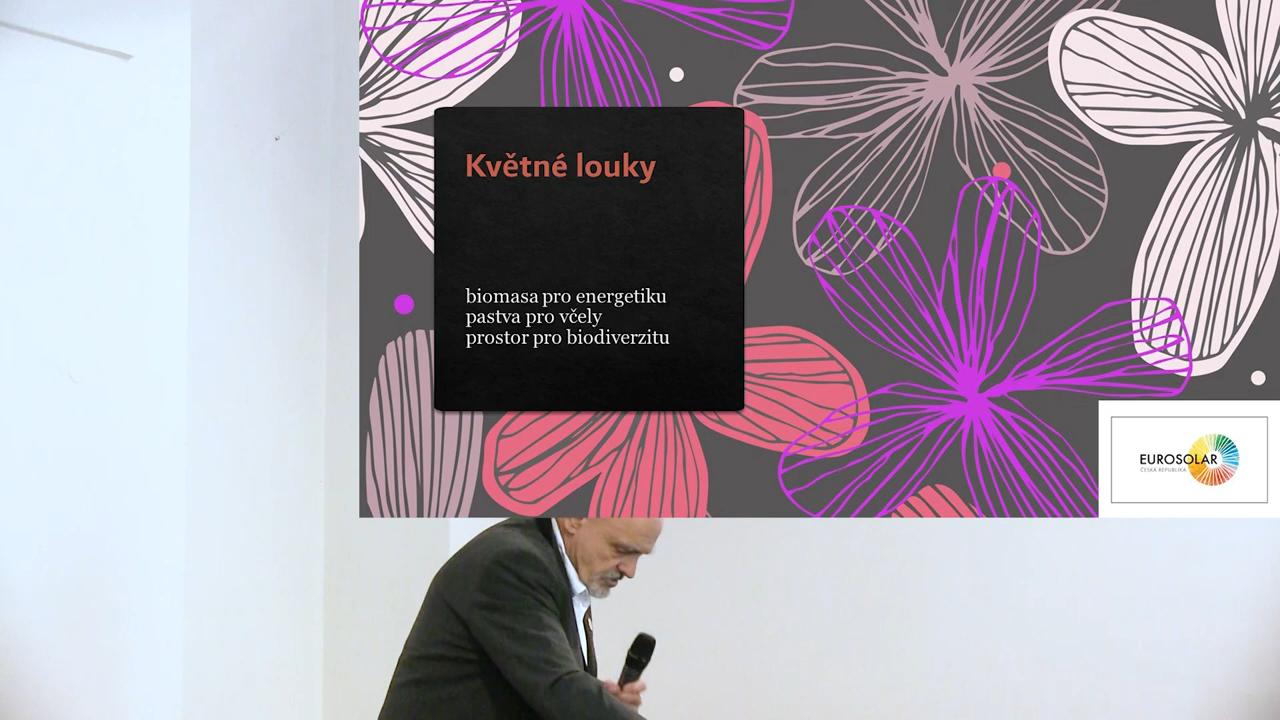 Květné louky
biomasa pro energetiku
pastva pro včely
prostor pro biodiverzitu
EUROSOLAR
ČESKÁ REPUBLIKA